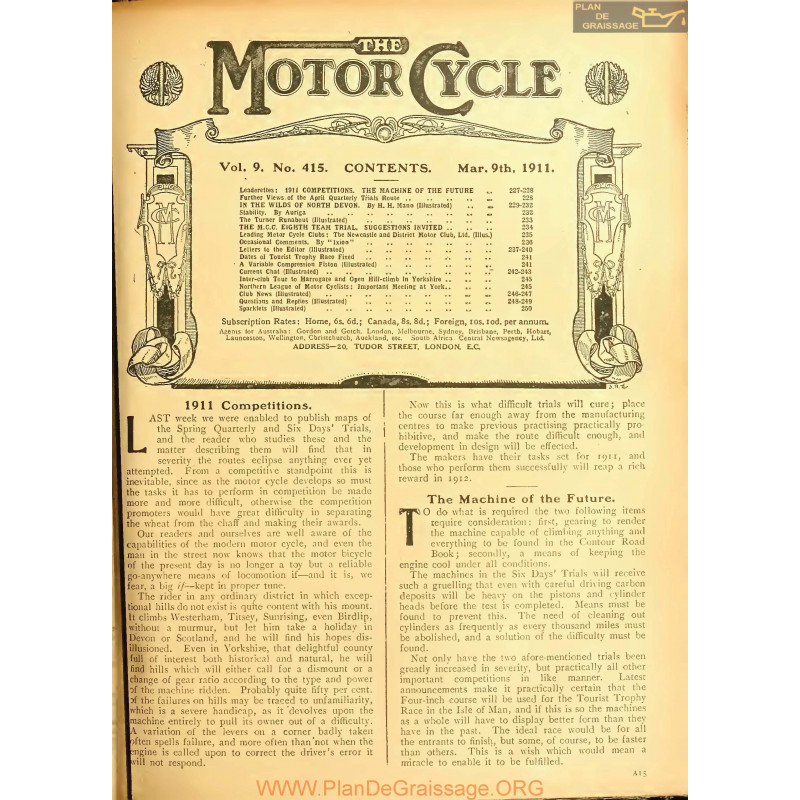 PLAN
DE
GRAISSAGE
THE
MOTOR CYCLE
Vol. 9. No. 415. CONTENTS. Mar. 9th, 1911.
Leaderettes: 1911 COMPETITIONS. THE MACHINE OF THE FUTURE .. 227-228
Further Views of the April Quarterly Trials Route .. 228
IN THE WILDS OF NORTH DEVON. By H. H. Mann (Illustrated) .. 229-232
Stability. By Auriga .. 232
The Turner Runabout (Illustrated) .. 233
THE M.C.C. EIGHTH TEAM TRIAL. SUGGESTIONS INVITED .. 234
Leading Motor Cycle Clubs: The Newcastle and District Motor Club, Ltd. (Illus.) 235
Occasional Comments. By "Ixion" .. 236
Letters to the Editor (Illustrated) .. 237-240
Dates of Tourist Trophy Race Fixed .. 241
A Variable Compression Piston (Illustrated) .. 241
Current Chat (Illustrated) .. 242-243
Inter-club Tour to Harrogate and Open Hill-climb in Yorkshire .. 245
Northern League of Motor Cyclists: Important Meeting at York .. 245
Club News (Illustrated) .. 246-247
Questions and Replies (Illustrated) .. 248-249
Sparklets (Illustrated) .. 250
Subscription Rates: Home, 6s. 6d.; Canada, 8s. 8d.; Foreign, 10s. 10d. per annum.
Agents for Australia: Gordon and Gotch, London, Melbourne, Sydney, Brisbane, Perth, Hobart,
Launceston, Wellington, Christchurch, Auckland, etc. South Africa: Central Newsagency, Ltd.
ADDRESS—20, TUDOR STREET, LONDON, E.C.
1911 Competitions.
LAST week we were enabled to publish maps of
the Spring Quarterly and Six Days' Trials,
and the reader who studies these and the
matter describing them will find that in
severity the routes eclipse anything ever yet
attempted. From a competitive standpoint this is
inevitable, since as the motor cycle develops so must
the tasks it has to perform in competition be made
more and more difficult, otherwise the competition
promoters would have great difficulty in separating
the wheat from the chaff and making their awards.
Our readers and ourselves are well aware of the
capabilities of the modern motor cycle, and even the
man in the street now knows that the motor bicycle
of the present day is no longer a toy but a reliable
go-anywhere means of locomotion if—and it is, we
fear, a big if—kept in proper tune.
The rider in any ordinary district in which excep-
tional hills do not exist is quite content with his mount.
It climbs Westerham, Titsey, Sunrising, even Birdlip,
without a murmur, but let him take a holiday in
Devon or Scotland, and he will find his hopes dis-
illusioned. Even in Yorkshire, that delightful county
full of interest both historical and natural, he will
find hills which will either call for a dismount or a
change of gear ratio according to the type and power
of the machine ridden. Probably quite fifty per cent.
of the failures on hills may be traced to unfamiliarity,
which is a severe handicap, as it devolves upon the
machine entirely to pull its owner out of a difficulty.
A variation of the levers on a corner badly taken
often spells failure, and more often than not when the
engine is called upon to correct the driver's error it
will not respond.
Now this is what difficult trials will cure; place
the course far enough away from the manufacturing
centres to make previous practising practically pro-
hibitive, and make the route difficult enough, and
development in design will be effected.
The makers have their tasks set for 1911, and
those who perform them successfully will reap a rich
reward in 1912.
The Machine of the Future.
TO do what is required the two following items
require consideration: first, gearing to render
the machine capable of climbing anything and
everything to be found in the Contour Road
Book; secondly, a means of keeping the
engine cool under all conditions.
The machines in the Six Days' Trials will receive
such a gruelling that even with careful driving carbon
deposits will be heavy on the pistons and cylinder
heads before the test is completed. Means must be
found to prevent this. The need of cleaning out
cylinders as frequently as every thousand miles must
be abolished, and a solution of the difficulty must be
found.
Not only have the two afore-mentioned trials been
greatly increased in severity, but practically all other
important competitions in like manner. Latest
announcements make it practically certain that the
Four-inch course will be used for the Tourist Trophy
Race in the Isle of Man, and if this is so the machines
as a whole will have to display better form than they
have in the past. The ideal race would be for all
the entrants to finish, but some, of course, to be faster
than others. This is a wish which would mean a
miracle to enable it to be fulfilled.
A15
www.PlanDeGraissage.ORG